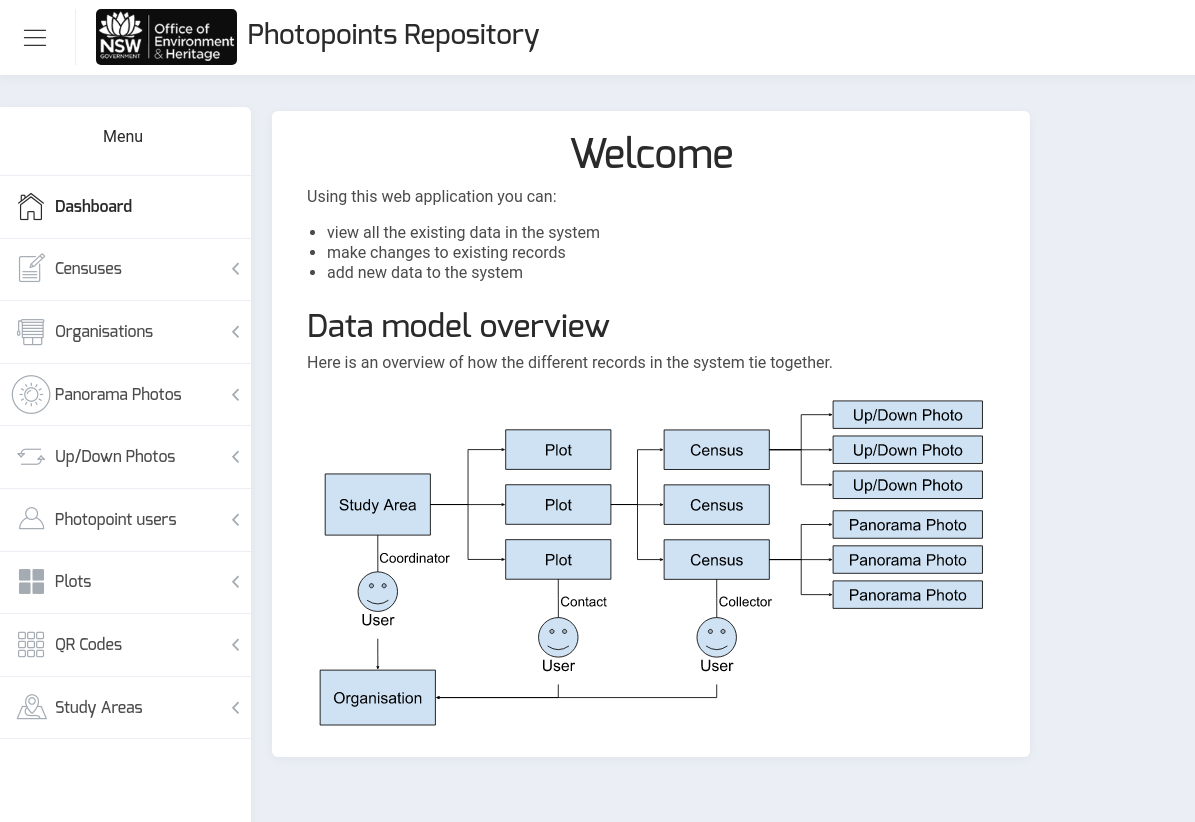 NSW
GOVERNMENT
Office of
Environment
& Heritage
Photopoints Repository
Menu
Dashboard
Censuses
Organisations
Panorama Photos
Up/Down Photos
Photopoint users
Plots
QR Codes
Study Areas
Welcome
Using this web application you can:
view all the existing data in the system
make changes to existing records
add new data to the system
Data model overview
Here is an overview of how the different records in the system tie together.
Study Area
Coordinator
User
Organisation
Plot
Plot
Plot
Contact
User
Census
Census
Census
Collector
User
Up/Down Photo
Up/Down Photo
Up/Down Photo
Panorama Photo
Panorama Photo
Panorama Photo